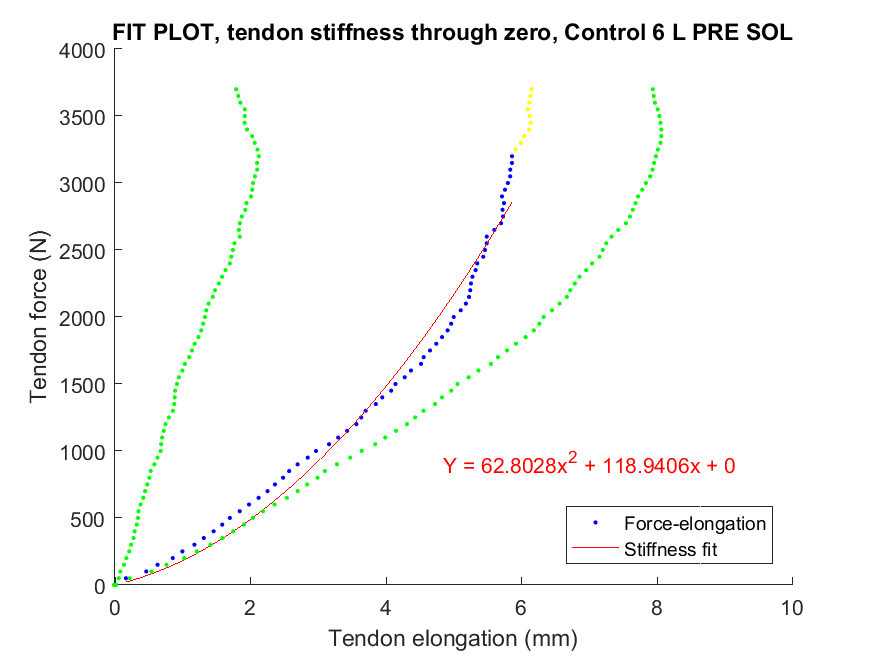 FIT PLOT, tendon stiffness through zero, Control 6 L PRE SOL
4000
3500
3000
2500
2000
1500
1000
500
0
Tendon force (N)
Y = 62.8028x² + 118.9406x + 0
Force-elongation
Stiffness fit
0 2 4 6 8 10
Tendon elongation (mm)